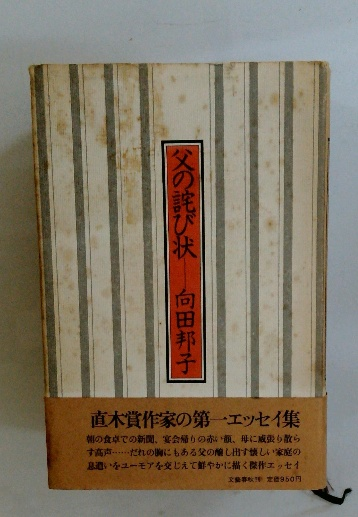 父の詫び状――向田邦子
直木賞作家の第一エッセイ集
朝の食卓での新聞、宴会帰りの赤い顔、母に威張り散ら
す高声……だれの胸にもある父の醸し出す懐しい家庭の
息遣いをユーモアを交じえて鮮やかに描く傑作エッセイ
文藝春秋刊 定価950円